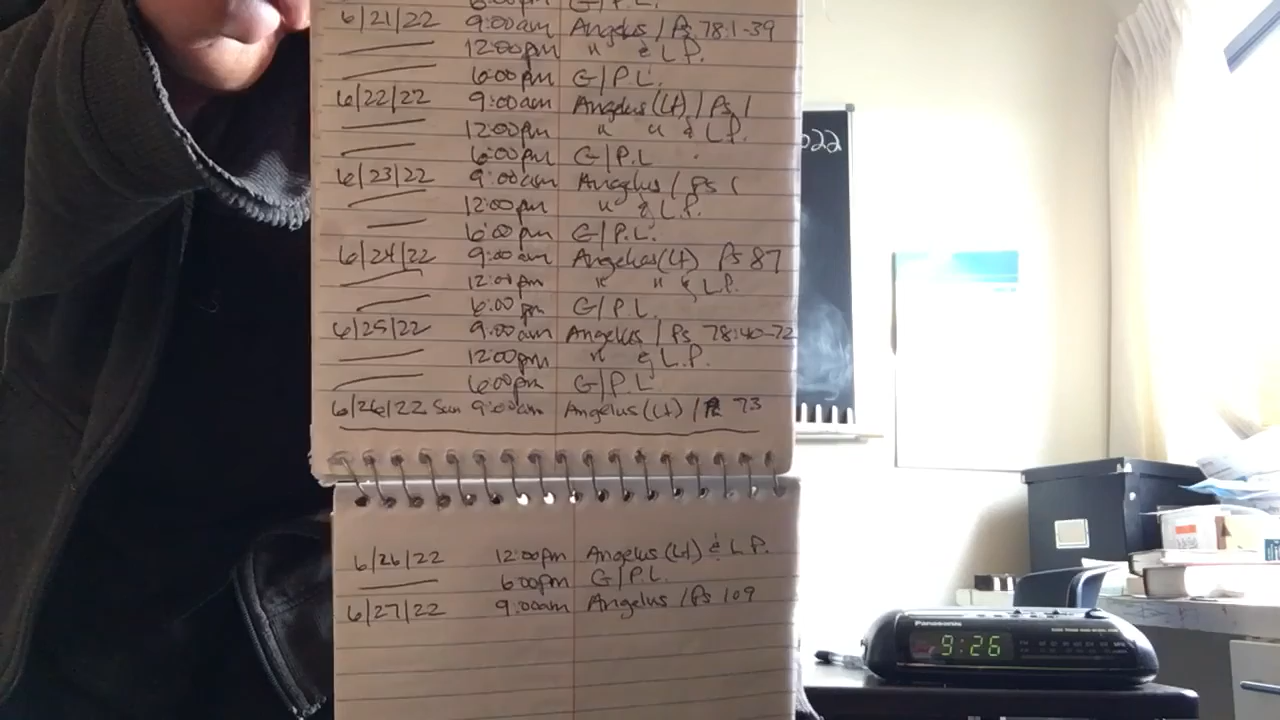 6:00pm G/P.L.
6/21/22 9:00am Angelus / Ps 78:1-39
12:00pm " & L.P.
6:00pm G/P.L.
6/22/22 9:00am Angelus (Lt) / Ps 1
12:00pm " " & L.P.
6:00pm G/P.L.
6/23/22 9:00am Angelus / Ps 1
12:00pm " & L.P.
6:00pm G/P.L.
6/24/22 9:00am Angelus (Lt) Ps 87
12:00pm " " & L.P.
6:00pm G/P.L.
6/25/22 9:00am Angelus / Ps 78:40-72
12:00pm " & L.P.
6:00pm G/P.L.
6/26/22 Sun 9:00am Angelus (Lt) / Ps 73
6/26/22 12:00pm Angelus (Lt) & L.P.
6:00pm G/P.L.
6/27/22 9:00am Angelus / Ps 109
022
Panasonic
9:26